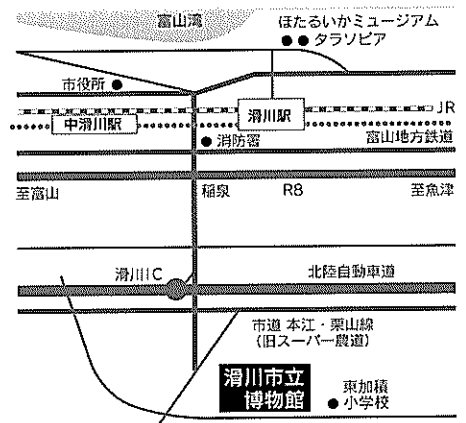 富山湾
ほたるいかミュージアム
タラソピア
市役所
JR
滑川駅
中滑川駅
消防署
富山地方鉄道
至富山
稲泉
R8
至魚津
滑川IC
北陸自動車道
市道 本江・栗山線
(旧スーパー農道)
滑川市立
博物館
東加積
小学校